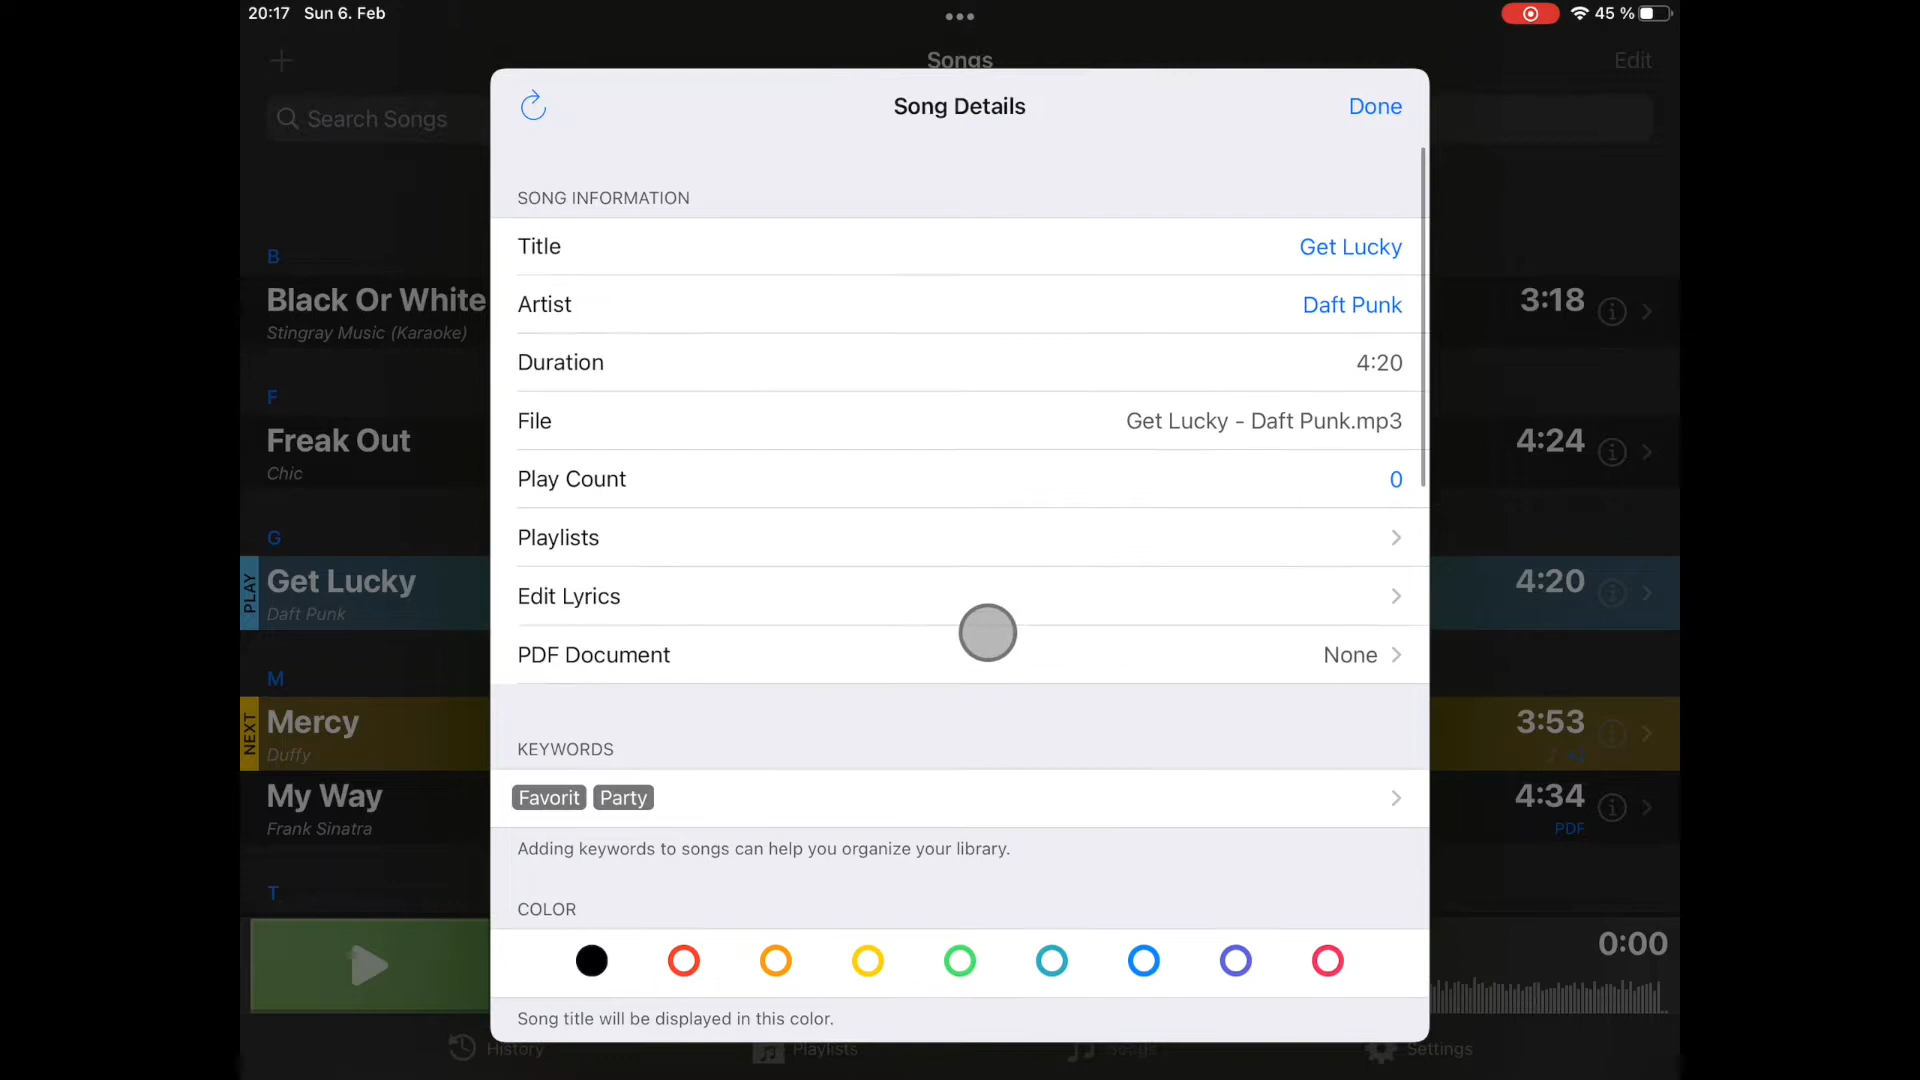 20:17 Sun 6. Feb
45 %
Songs
Edit
Search Songs
Song Details
Done
SONG INFORMATION
Title
Get Lucky
Artist
Daft Punk
Duration
4:20
File
Get Lucky - Daft Punk.mp3
Play Count
0
Playlists
Edit Lyrics
PDF Document
None
KEYWORDS
Favorit Party
Adding keywords to songs can help you organize your library.
COLOR
Song title will be displayed in this color.
B
Black Or White
3:18
Stingray Music (Karaoke)
F
Freak Out
4:24
Chic
G
PLAY
Get Lucky
4:20
Daft Punk
M
NEXT
Mercy
3:53
Duffy
My Way
4:34
Frank Sinatra
PDF
T
0:00
History
Playlists
Songs
Settings